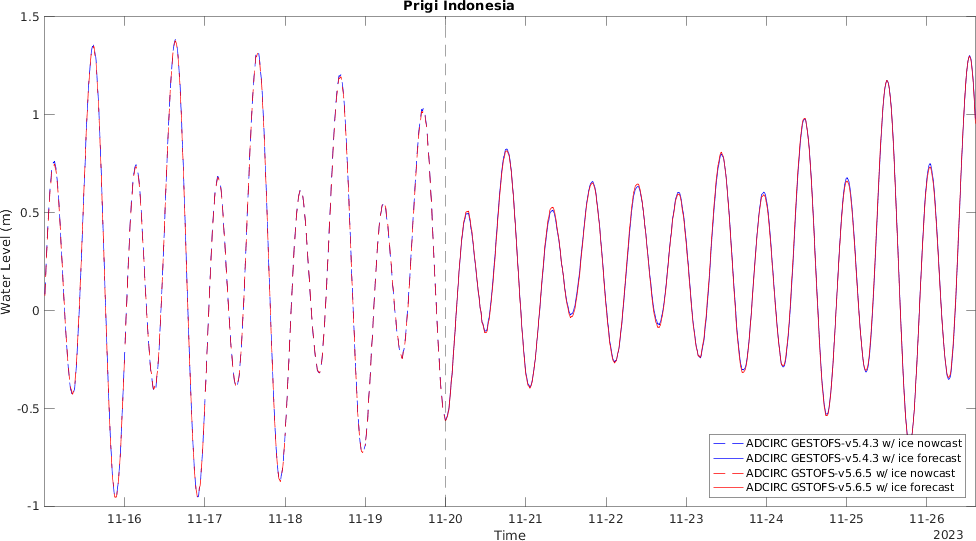 Prigi Indonesia
1.5
1
0.5
0
-0.5
-1
Water Level (m)
11-16 11-17 11-18 11-19 11-20 11-21 11-22 11-23 11-24 11-25 11-26
Time
2023
ADCIRC GESTOFS-v5.4.3 w/ ice nowcast
ADCIRC GESTOFS-v5.4.3 w/ ice forecast
ADCIRC GSTOFS-v5.6.5 w/ ice nowcast
ADCIRC GSTOFS-v5.6.5 w/ ice forecast